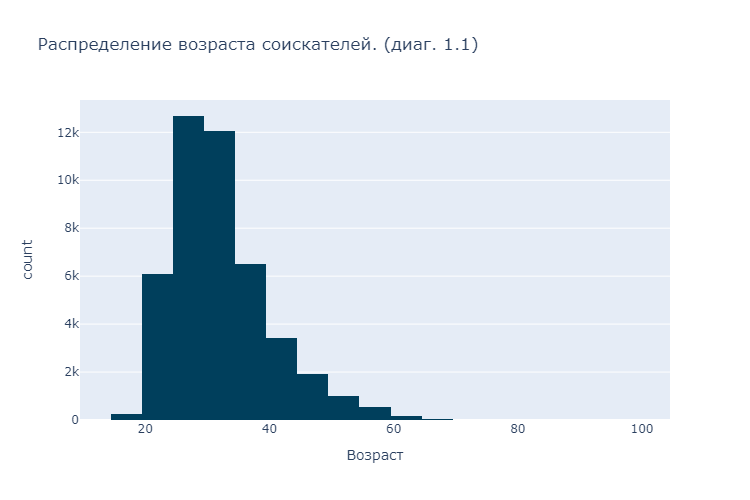 Распределение возраста соискателей. (диаг. 1.1)
12k
10k
8k
6k
4k
2k
0
count
20
40
60
80
100
Возраст